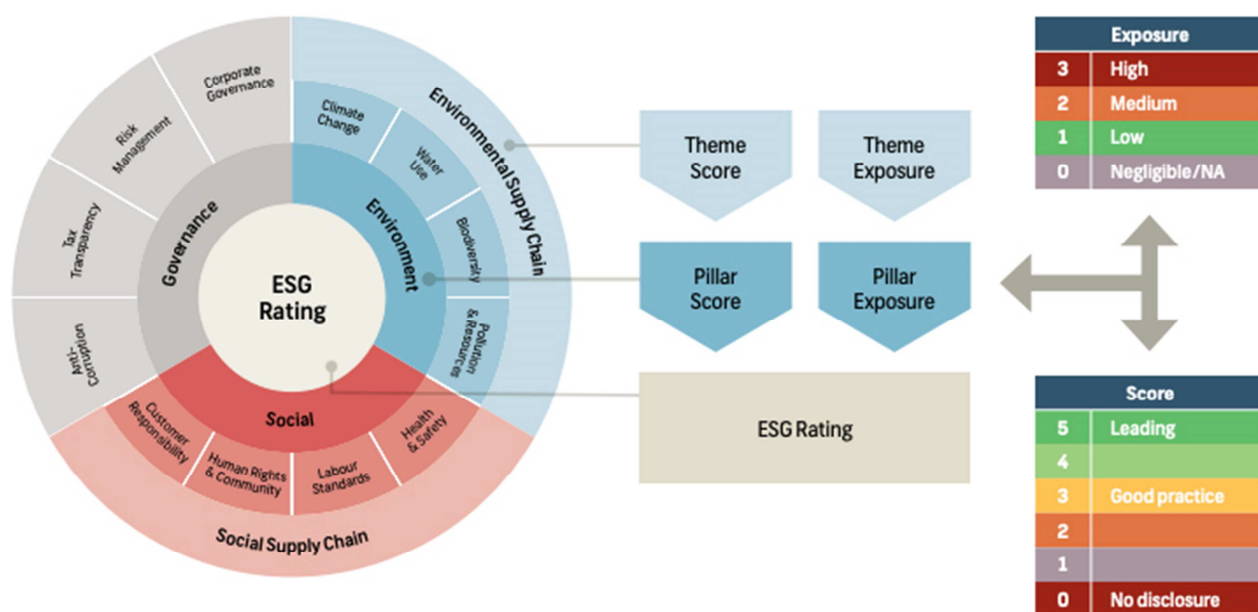 Corporate
Governance
Risk
Management
Tax
Transparency
Anti-
Corruption
Governance
Climate
Change
Water
Use
Biodiversity
Pollution
& Resources
Environment
Environmental Supply Chain
ESG
Rating
Social
Customer
Responsibility
Human Rights
& Community
Labour
Standards
Health
& Safety
Social Supply Chain
Theme
Score
Theme
Exposure
Pillar
Score
Pillar
Exposure
ESG Rating
Exposure
3 High
2 Medium
1 Low
0 Negligible/NA
Score
5 Leading
4
3 Good practice
2
1
0 No disclosure